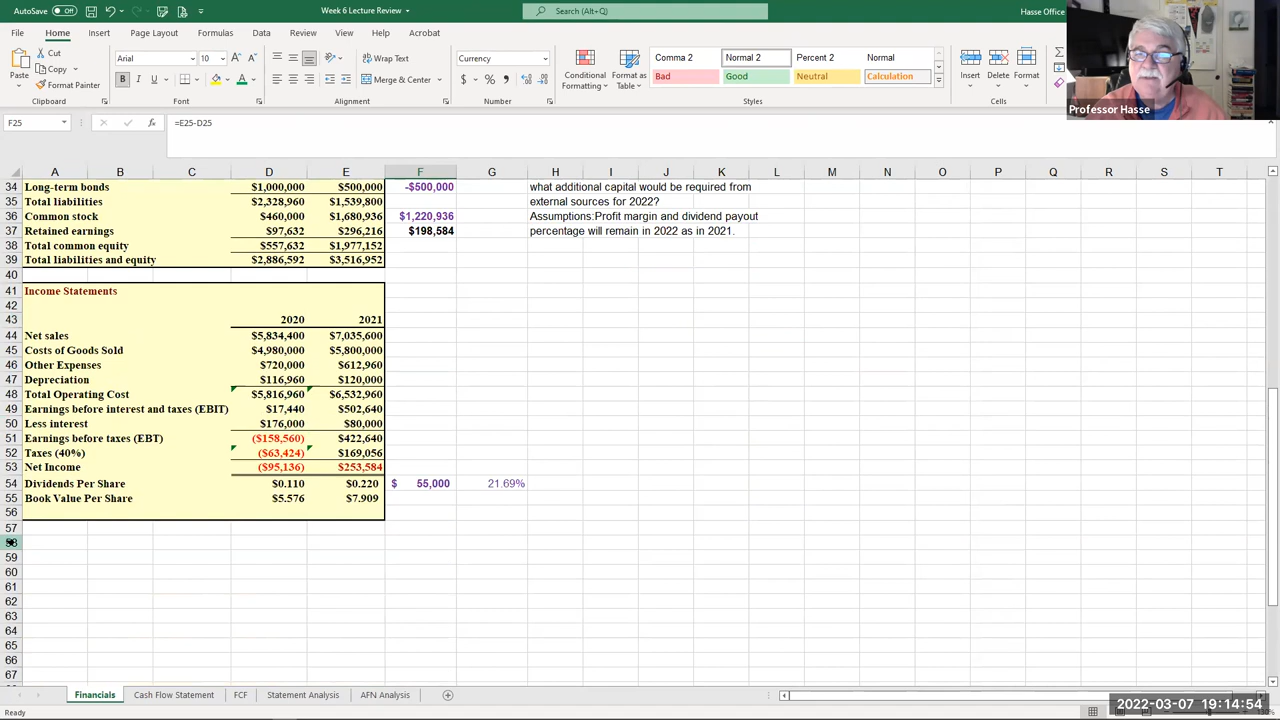 AutoSave Off Week 6 Lecture Review Search (Alt+Q) Hasse Office
File Home Insert Page Layout Formulas Data Review View Help Acrobat
Paste Cut Copy Format Painter Clipboard
Arial 10 Font
Wrap Text Merge & Center Alignment
Currency Number
Conditional Formatting Format as Table
Comma 2 Normal 2 Percent 2 Normal
Bad Good Neutral Calculation
Styles
Insert Delete Format
Cells
Professor Hasse
F25 =E25-D25
A B C D E F G H I J K L M N O P Q R S T
34 Long-term bonds $1,000,000 $500,000 -$500,000 what additional capital would be required from
35 Total liabilities $2,328,960 $1,539,800 external sources for 2022?
36 Common stock $460,000 $1,680,936 $1,220,936 Assumptions:Profit margin and dividend payout
37 Retained earnings $97,632 $296,216 $198,584 percentage will remain in 2022 as in 2021.
38 Total common equity $557,632 $1,977,152
39 Total liabilities and equity $2,886,592 $3,516,952
40
41 Income Statements
42
43 2020 2021
44 Net sales $5,834,400 $7,035,600
45 Costs of Goods Sold $4,980,000 $5,800,000
46 Other Expenses $720,000 $612,960
47 Depreciation $116,960 $120,000
48 Total Operating Cost $5,816,960 $6,532,960
49 Earnings before interest and taxes (EBIT) $17,440 $502,640
50 Less interest $176,000 $80,000
51 Earnings before taxes (EBT) ($158,560) $422,640
52 Taxes (40%) ($63,424) $169,056
53 Net Income ($95,136) $253,584
54 Dividends Per Share $0.110 $0.220 $ 55,000 21.69%
55 Book Value Per Share $5.576 $7.909
56
57
58
59
60
61
62
63
64
65
66
67
Financials Cash Flow Statement FCF Statement Analysis AFN Analysis
Ready
2022-03-07 19:14:54